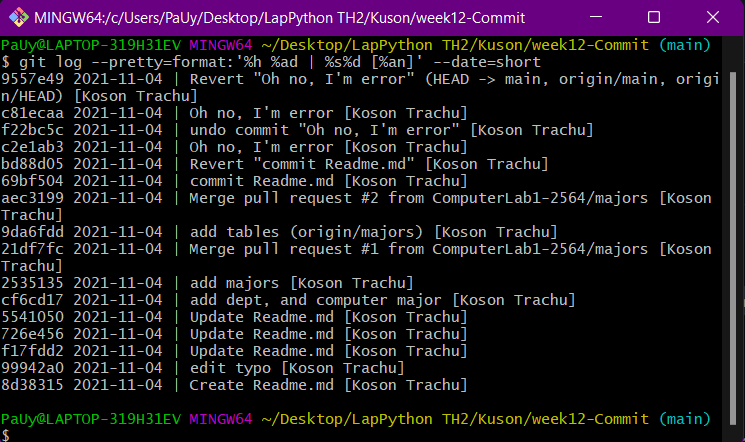 MINGW64:/c/Users/PaUy/Desktop/LapPython TH2/Kuson/week12-Commit
PaUy@LAPTOP-319H31EV MINGW64 ~/Desktop/LapPython TH2/Kuson/week12-Commit (main)
$ git log --pretty=format:'%h %ad | %s%d [%an]' --date=short
9557e49 2021-11-04 | Revert "Oh no, I'm error" (HEAD -> main, origin/main, origi
n/HEAD) [Koson Trachu]
c81ecaa 2021-11-04 | Oh no, I'm error [Koson Trachu]
f22bc5c 2021-11-04 | undo commit "Oh no, I'm error" [Koson Trachu]
c2e1ab3 2021-11-04 | Oh no, I'm error [Koson Trachu]
bd88d05 2021-11-04 | Revert "commit Readme.md" [Koson Trachu]
69bf504 2021-11-04 | commit Readme.md [Koson Trachu]
aec3199 2021-11-04 | Merge pull request #2 from ComputerLab1-2564/majors [Koson
Trachu]
9da6fdd 2021-11-04 | add tables (origin/majors) [Koson Trachu]
21df7fc 2021-11-04 | Merge pull request #1 from ComputerLab1-2564/majors [Koson
Trachu]
2535135 2021-11-04 | add majors [Koson Trachu]
cf6cd17 2021-11-04 | add dept, and computer major [Koson Trachu]
5541050 2021-11-04 | Update Readme.md [Koson Trachu]
726e456 2021-11-04 | Update Readme.md [Koson Trachu]
f17fdd2 2021-11-04 | Update Readme.md [Koson Trachu]
99942a0 2021-11-04 | edit typo [Koson Trachu]
8d38315 2021-11-04 | Create Readme.md [Koson Trachu]
PaUy@LAPTOP-319H31EV MINGW64 ~/Desktop/LapPython TH2/Kuson/week12-Commit (main)
$